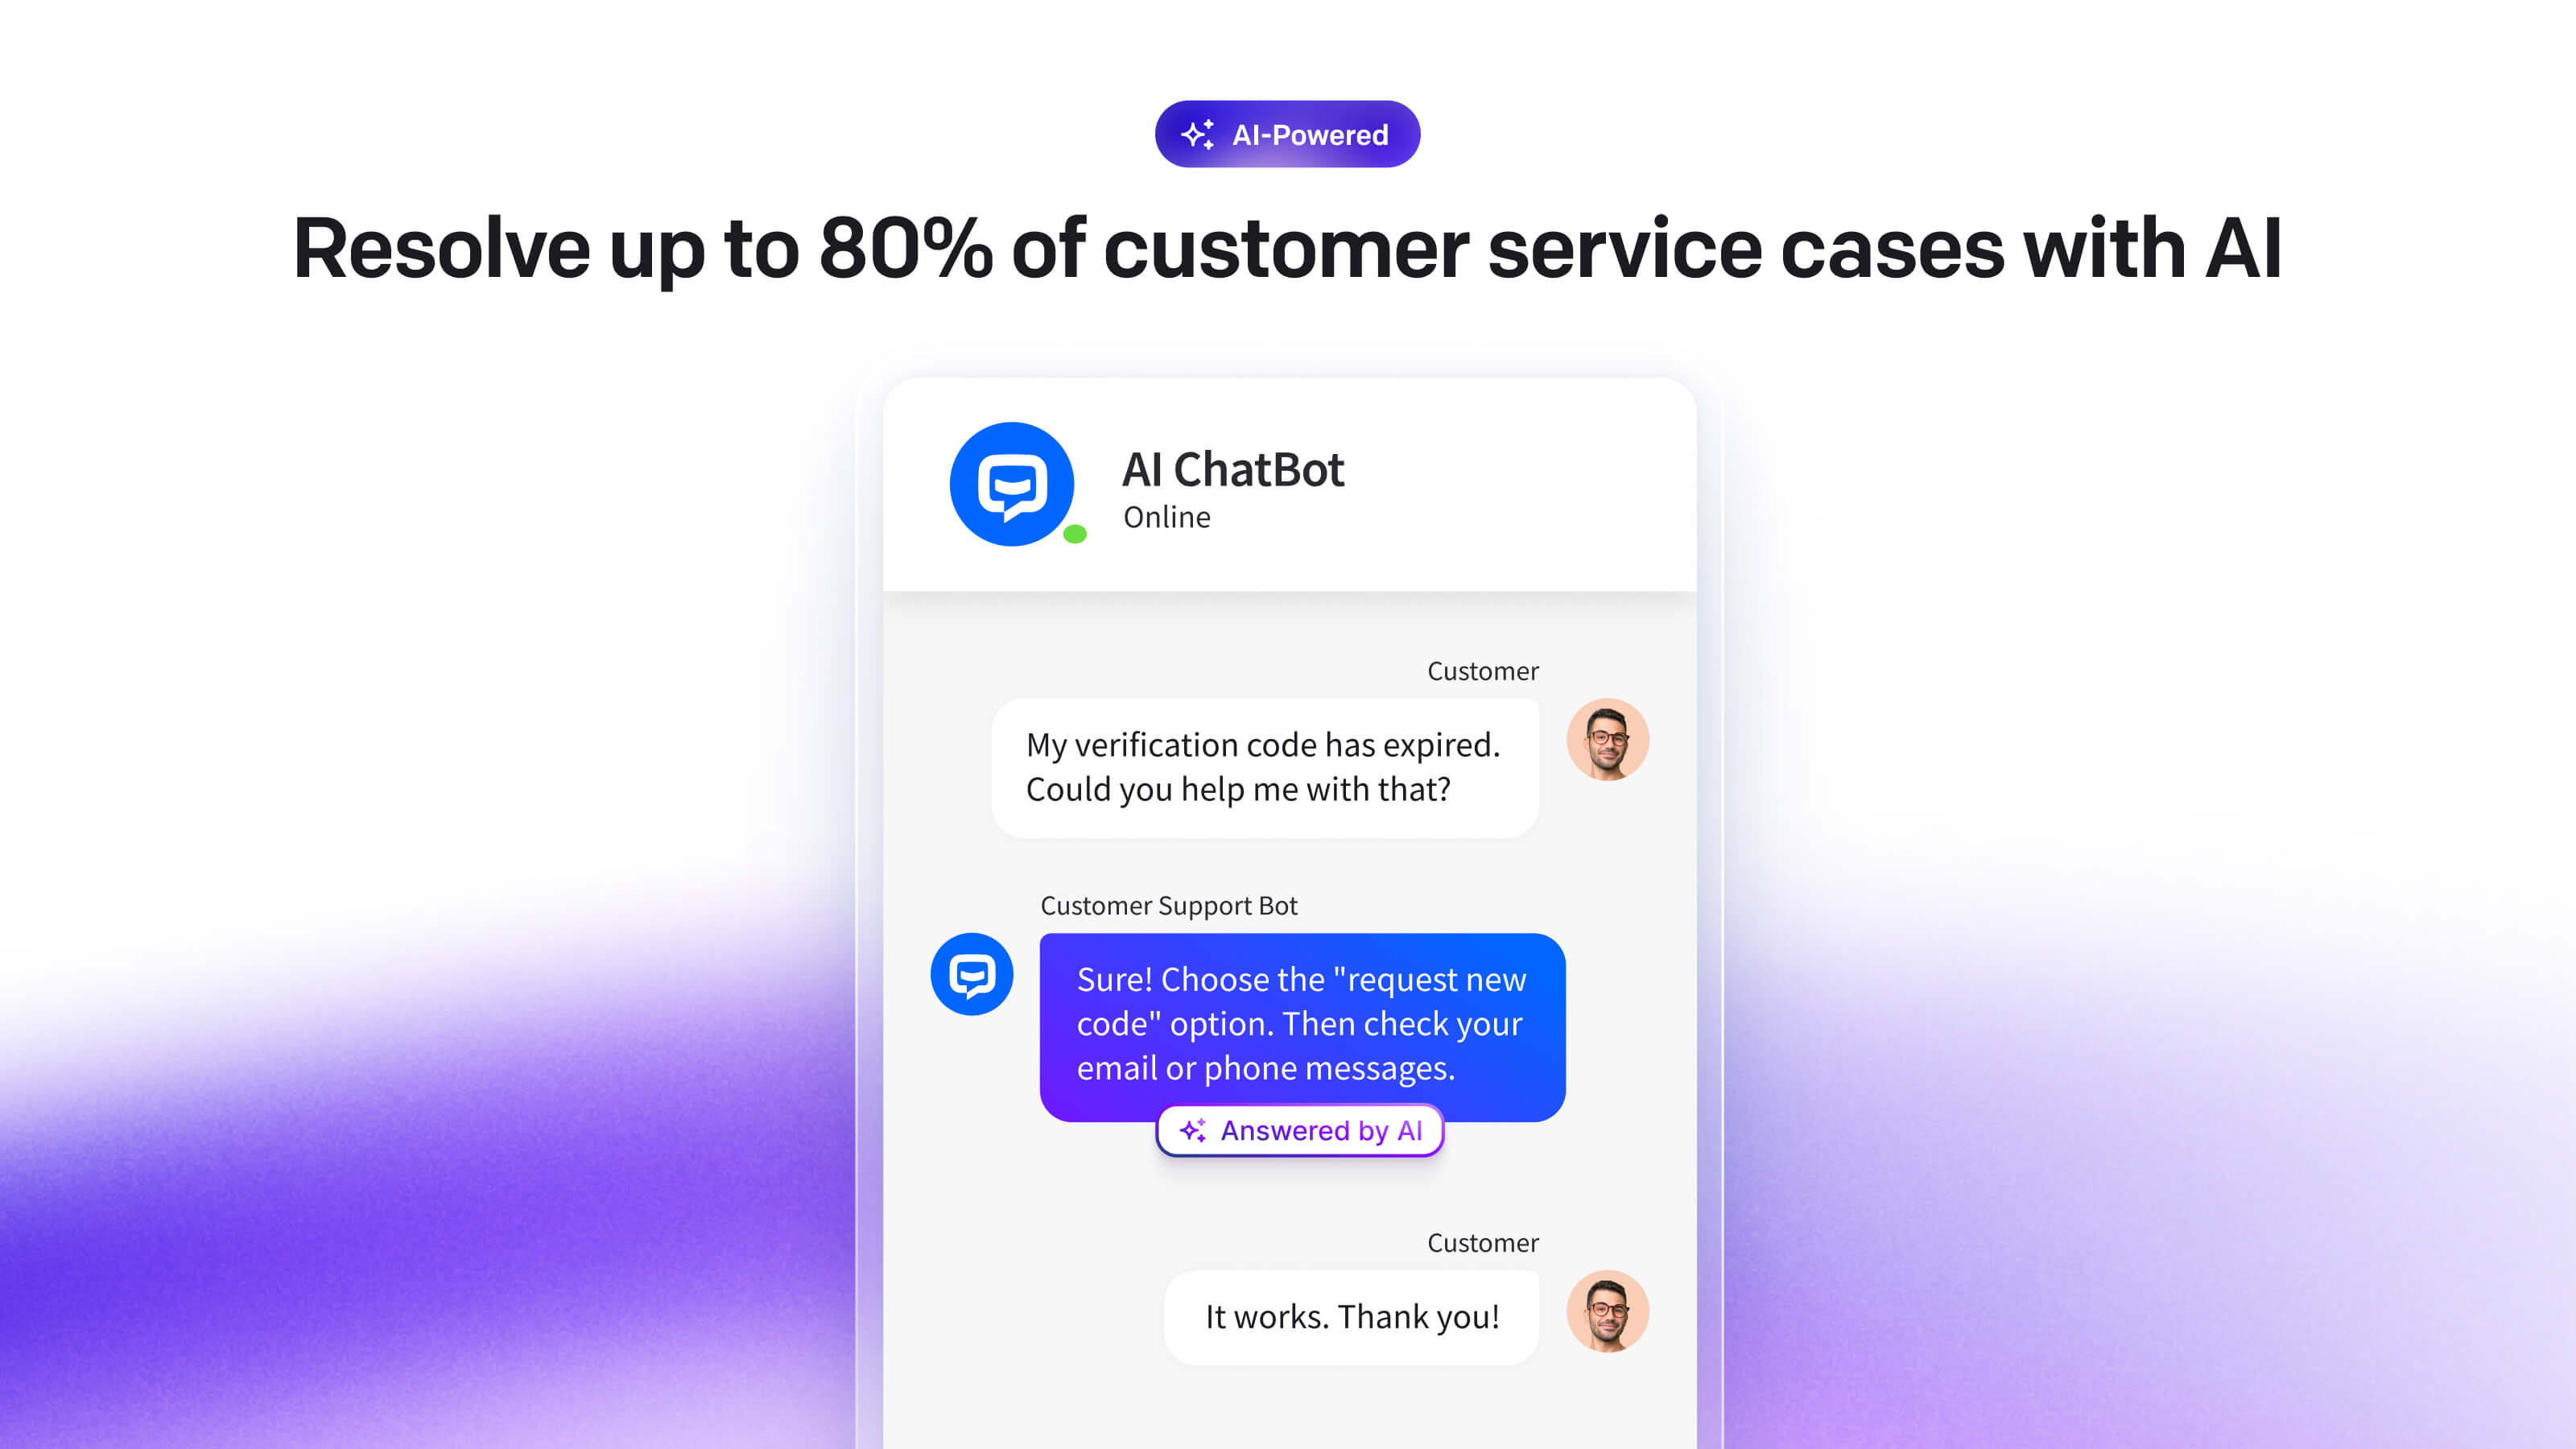 AI-Powered
Resolve up to 80% of customer service cases with AI
AI ChatBot
Online
Customer
My verification code has expired.
Could you help me with that?
Customer Support Bot
Sure! Choose the "request new
code" option. Then check your
email or phone messages.
Answered by AI
Customer
It works. Thank you!